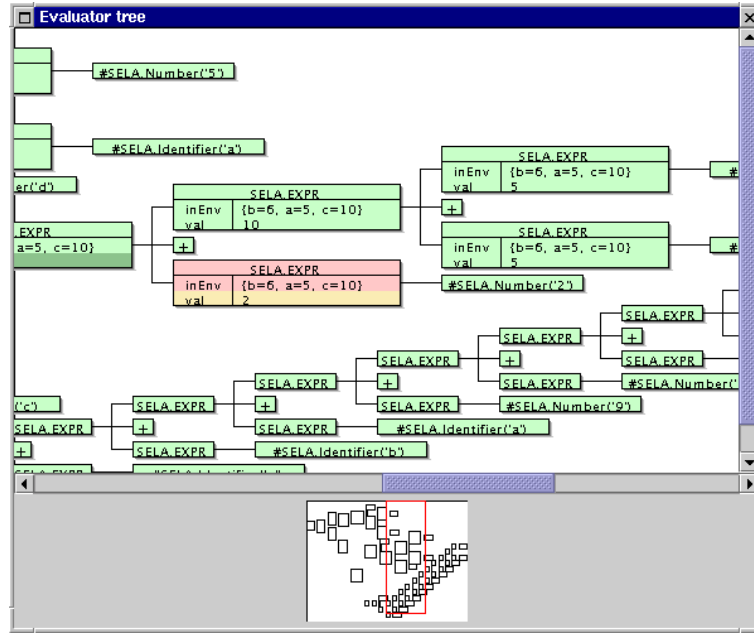 Evaluator tree
#SELA.Number('5')
#SELA.Identifier('a')
er('d')
SELA.EXPR
inEnv {b=6, a=5, c=10}
val 5
#
SELA.EXPR
inEnv {b=6, a=5, c=10}
val 10
+
.EXPR
a=5, c=10}
+
SELA.EXPR
inEnv {b=6, a=5, c=10}
val 5
#
SELA.EXPR
inEnv {b=6, a=5, c=10}
val 2
#SELA.Number('2')
SELA.EXPR
SELA.EXPR +
SELA.EXPR + SELA.EXPR
SELA.EXPR + SELA.EXPR #SELA.Number('
('c') SELA.EXPR + SELA.EXPR #SELA.Number('9')
SELA.EXPR + SELA.EXPR #SELA.Identifier('a')
+ SELA.EXPR #SELA.Identifier('b')
SELA.EXPR